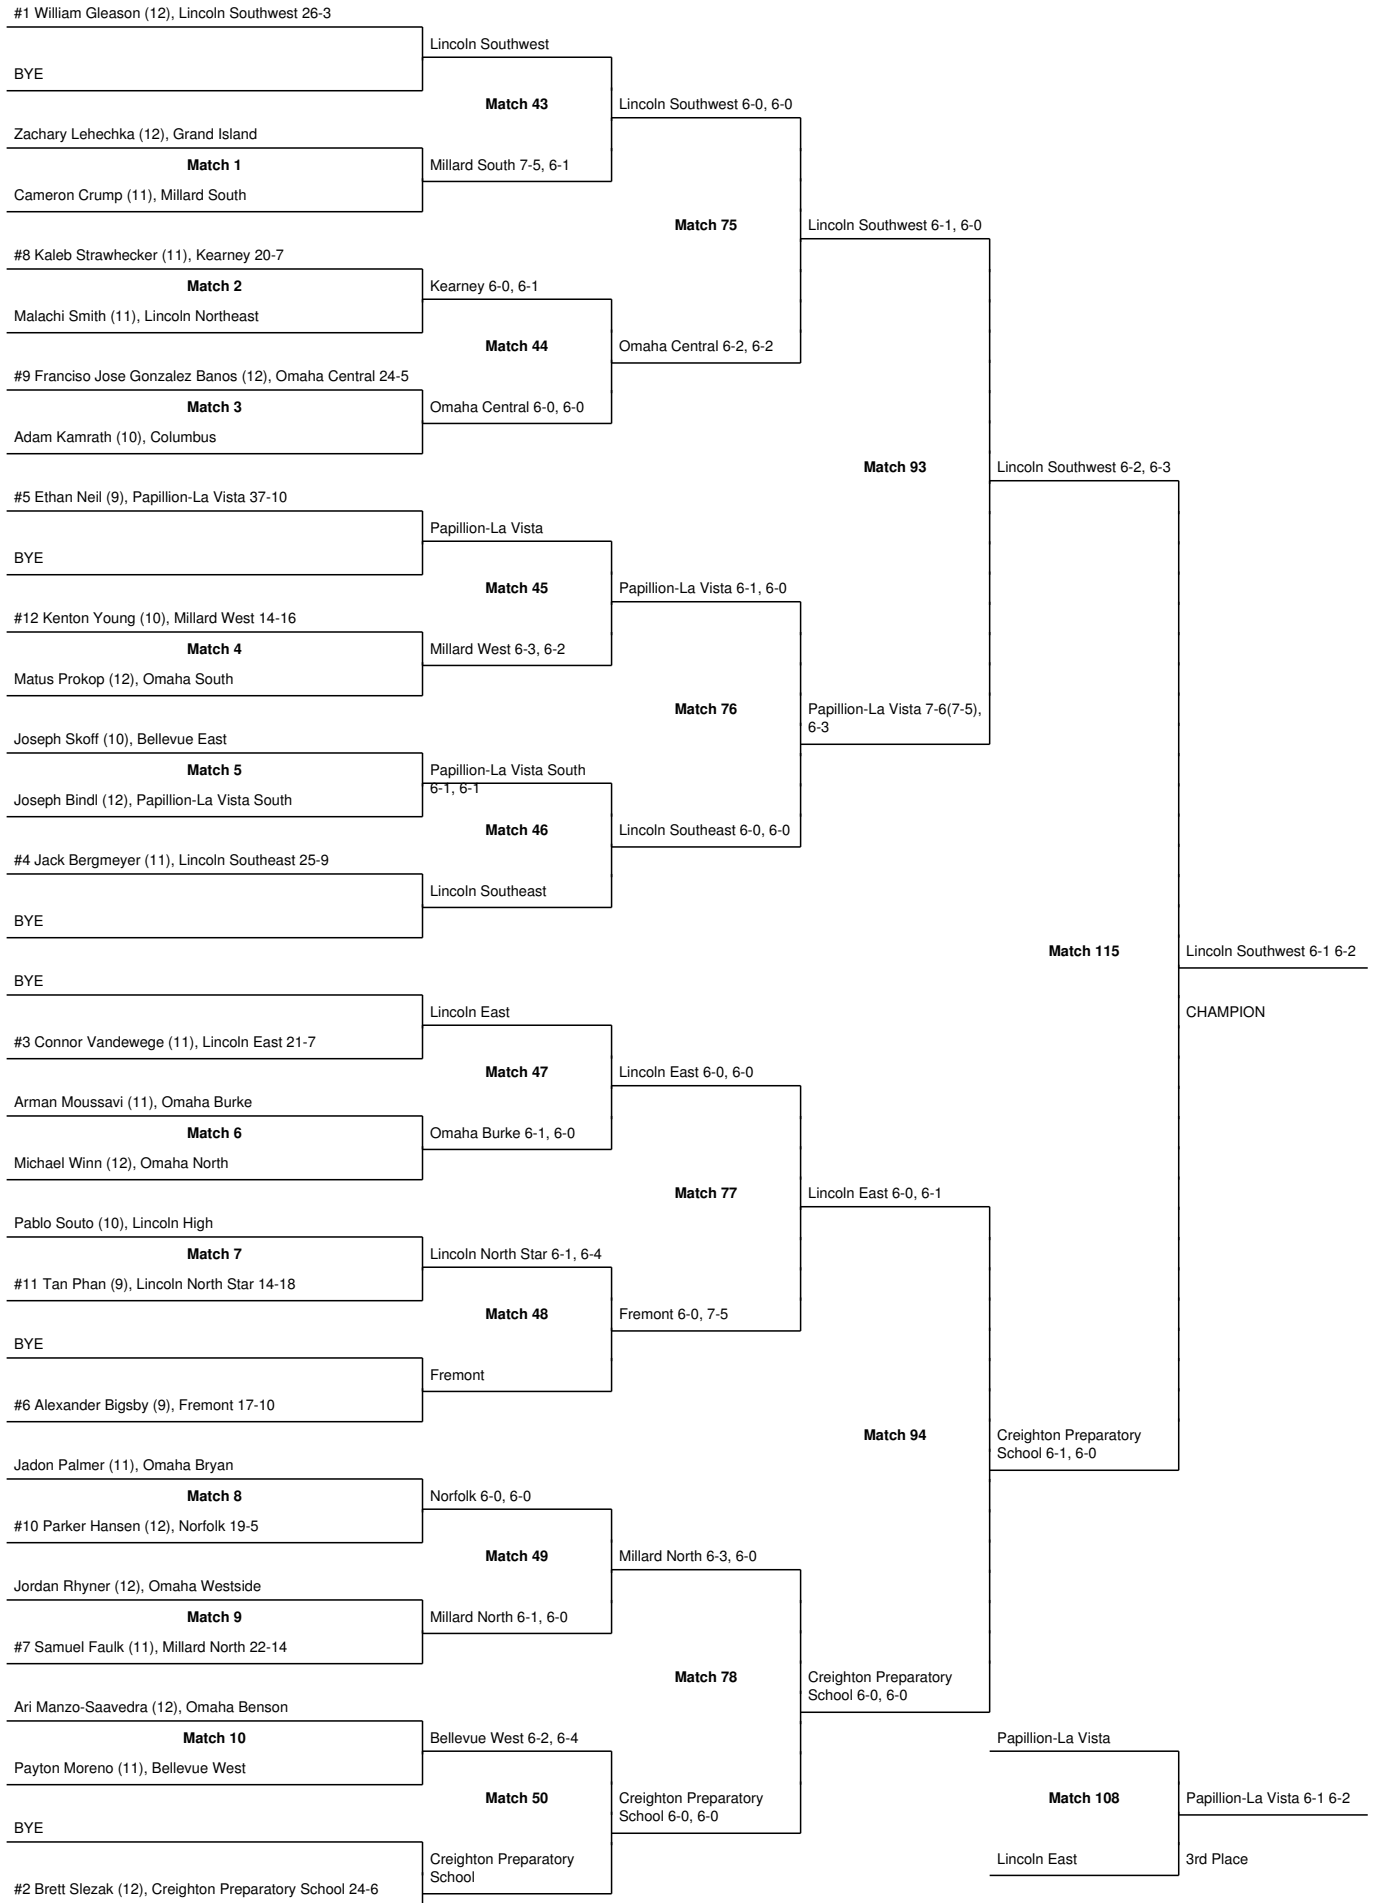 #1 William Gleason (12), Lincoln Southwest 26-3
Lincoln Southwest
BYE
Match 43
Lincoln Southwest 6-0, 6-0
Zachary Lehechka (12), Grand Island
Match 1
Millard South 7-5, 6-1
Cameron Crump (11), Millard South
Match 75
Lincoln Southwest 6-1, 6-0
#8 Kaleb Strawhecker (11), Kearney 20-7
Match 2
Kearney 6-0, 6-1
Malachi Smith (11), Lincoln Northeast
Match 44
Omaha Central 6-2, 6-2
#9 Franciso Jose Gonzalez Banos (12), Omaha Central 24-5
Match 3
Omaha Central 6-0, 6-0
Adam Kamrath (10), Columbus
Match 93
Lincoln Southwest 6-2, 6-3
#5 Ethan Neil (9), Papillion-La Vista 37-10
Papillion-La Vista
BYE
Match 45
Papillion-La Vista 6-1, 6-0
#12 Kenton Young (10), Millard West 14-16
Match 4
Millard West 6-3, 6-2
Matus Prokop (12), Omaha South
Match 76
Papillion-La Vista 7-6(7-5),
6-3
Joseph Skoff (10), Bellevue East
Match 5
Papillion-La Vista South
6-1, 6-1
Joseph Bindl (12), Papillion-La Vista South
Match 46
Lincoln Southeast 6-0, 6-0
#4 Jack Bergmeyer (11), Lincoln Southeast 25-9
Lincoln Southeast
BYE
Match 115
Lincoln Southwest 6-1 6-2
BYE
Lincoln East
CHAMPION
#3 Connor Vandewege (11), Lincoln East 21-7
Match 47
Lincoln East 6-0, 6-0
Arman Moussavi (11), Omaha Burke
Match 6
Omaha Burke 6-1, 6-0
Michael Winn (12), Omaha North
Match 77
Lincoln East 6-0, 6-1
Pablo Souto (10), Lincoln High
Match 7
Lincoln North Star 6-1, 6-4
#11 Tan Phan (9), Lincoln North Star 14-18
Match 48
Fremont 6-0, 7-5
BYE
Fremont
#6 Alexander Bigsby (9), Fremont 17-10
Match 94
Creighton Preparatory
School 6-1, 6-0
Jadon Palmer (11), Omaha Bryan
Match 8
Norfolk 6-0, 6-0
#10 Parker Hansen (12), Norfolk 19-5
Match 49
Millard North 6-3, 6-0
Jordan Rhyner (12), Omaha Westside
Match 9
Millard North 6-1, 6-0
#7 Samuel Faulk (11), Millard North 22-14
Match 78
Creighton Preparatory
School 6-0, 6-0
Ari Manzo-Saavedra (12), Omaha Benson
Match 10
Bellevue West 6-2, 6-4
Papillion-La Vista
Payton Moreno (11), Bellevue West
Match 50
Creighton Preparatory
School 6-0, 6-0
Match 108
Papillion-La Vista 6-1 6-2
BYE
Creighton Preparatory
School
Lincoln East
3rd Place
#2 Brett Slezak (12), Creighton Preparatory School 24-6